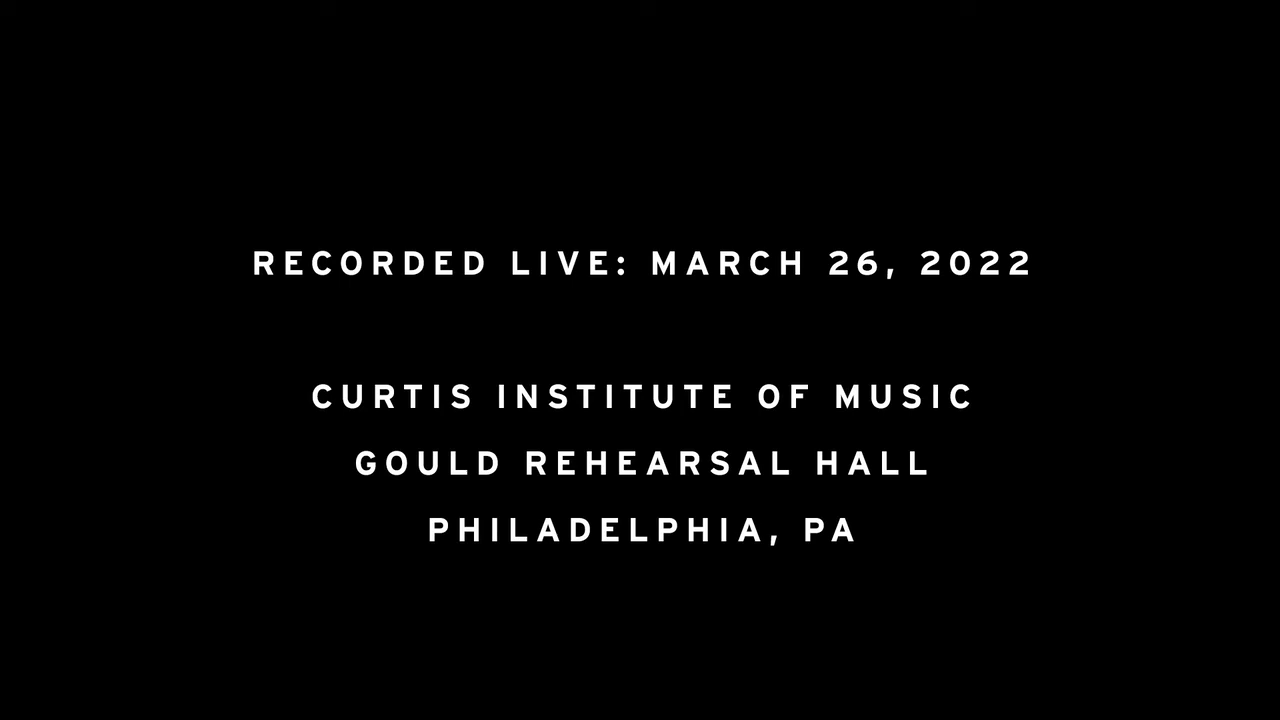 RECORDED LIVE: MARCH 26, 2022
CURTIS INSTITUTE OF MUSIC
GOULD REHEARSAL HALL
PHILADELPHIA, PA